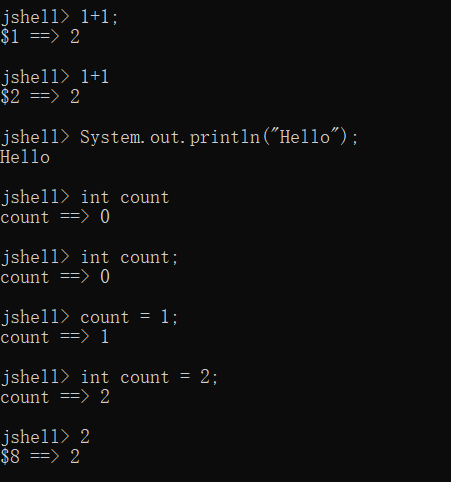 jshell> 1+1;
$1 ==> 2
jshell> 1+1
$2 ==> 2
jshell> System.out.println("Hello");
Hello
jshell> int count
count ==> 0
jshell> int count;
count ==> 0
jshell> count = 1;
count ==> 1
jshell> int count = 2;
count ==> 2
jshell> 2
$8 ==> 2